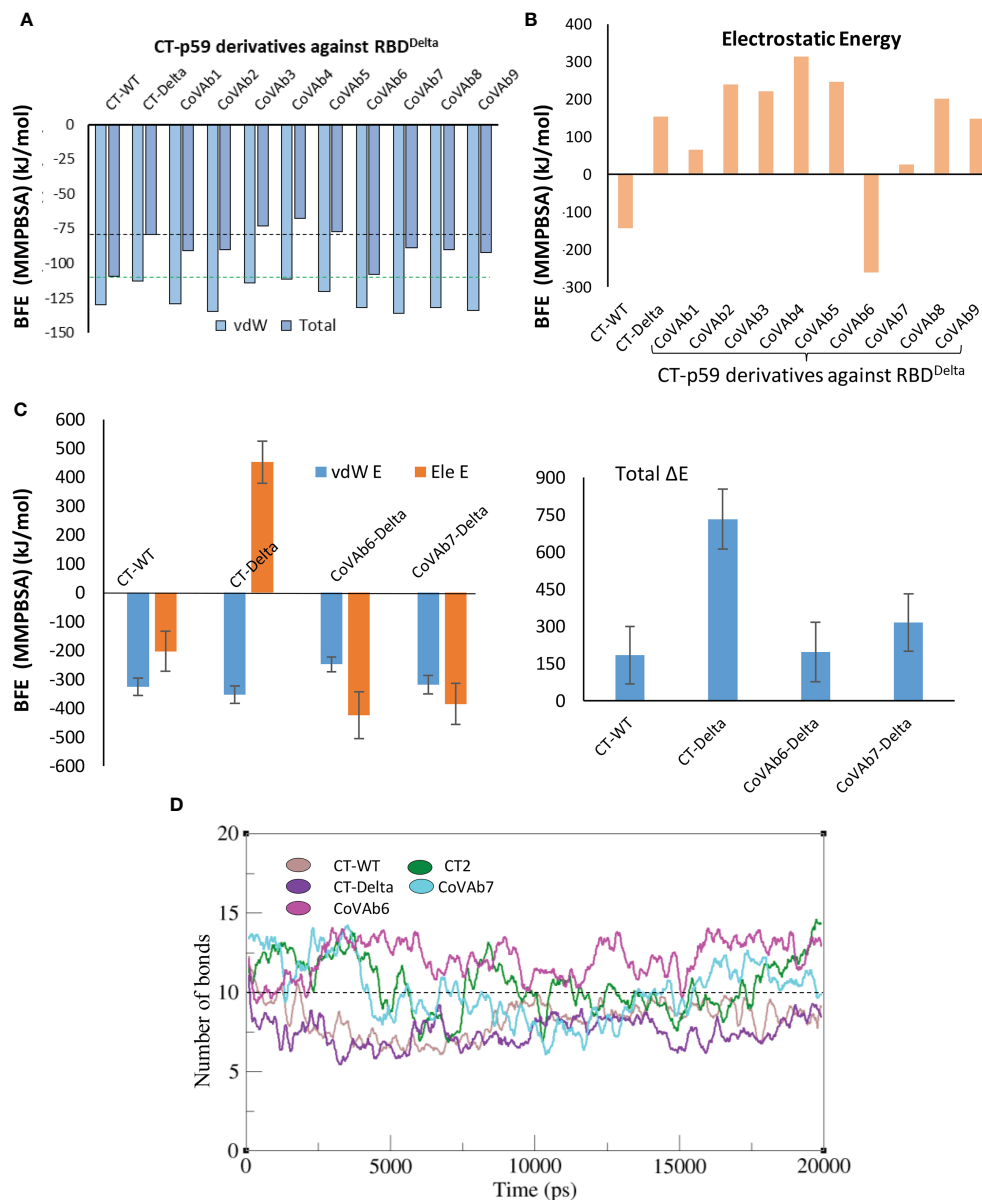 A
CT-p59 derivatives against RBD^Delta
CT-WT
CT-Delta
CoVAb1
CoVAb2
CoVAb3
CoVAb4
CoVAb5
CoVAb6
CoVAb7
CoVAb8
CoVAb9
BFE (MMPBSA) (kJ/mol)
0
-25
-50
-75
-100
-125
-150
vdW
Total
B
Electrostatic Energy
BFE (MMPBSA) (kJ/mol)
400
300
200
100
0
-100
-200
-300
CT-WT
CT-Delta
CoVAb1
CoVAb2
CoVAb3
CoVAb4
CoVAb5
CoVAb6
CoVAb7
CoVAb8
CoVAb9
CT-p59 derivatives against RBD^Delta
C
BFE (MMPBSA) (kJ/mol)
600
500
400
300
200
100
0
-100
-200
-300
-400
-500
-600
vdW E
Ele E
CT-WT
CT-Delta
CoVAb6-Delta
CoVAb7-Delta
Total ΔE
900
750
600
450
300
150
0
CT-WT
CT-Delta
CoVAb6-Delta
CoVAb7-Delta
D
Number of bonds
20
15
10
5
0
CT-WT
CT2
CT-Delta
CoVAb7
CoVAb6
0
5000
10000
15000
20000
Time (ps)